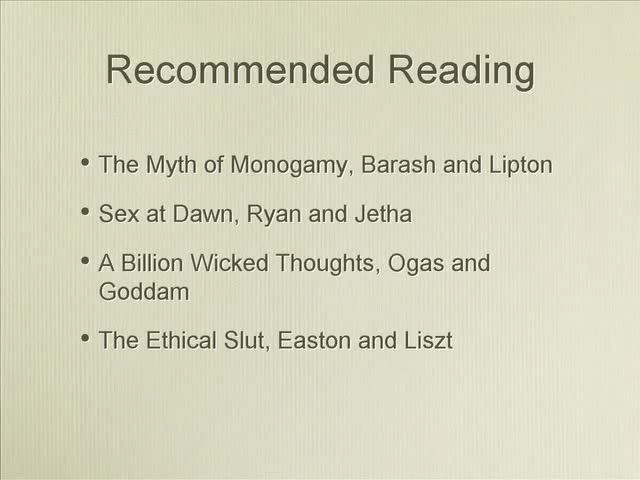 Recommended Reading
• The Myth of Monogamy, Barash and Lipton
• Sex at Dawn, Ryan and Jetha
• A Billion Wicked Thoughts, Ogas and
Goddam
• The Ethical Slut, Easton and Liszt